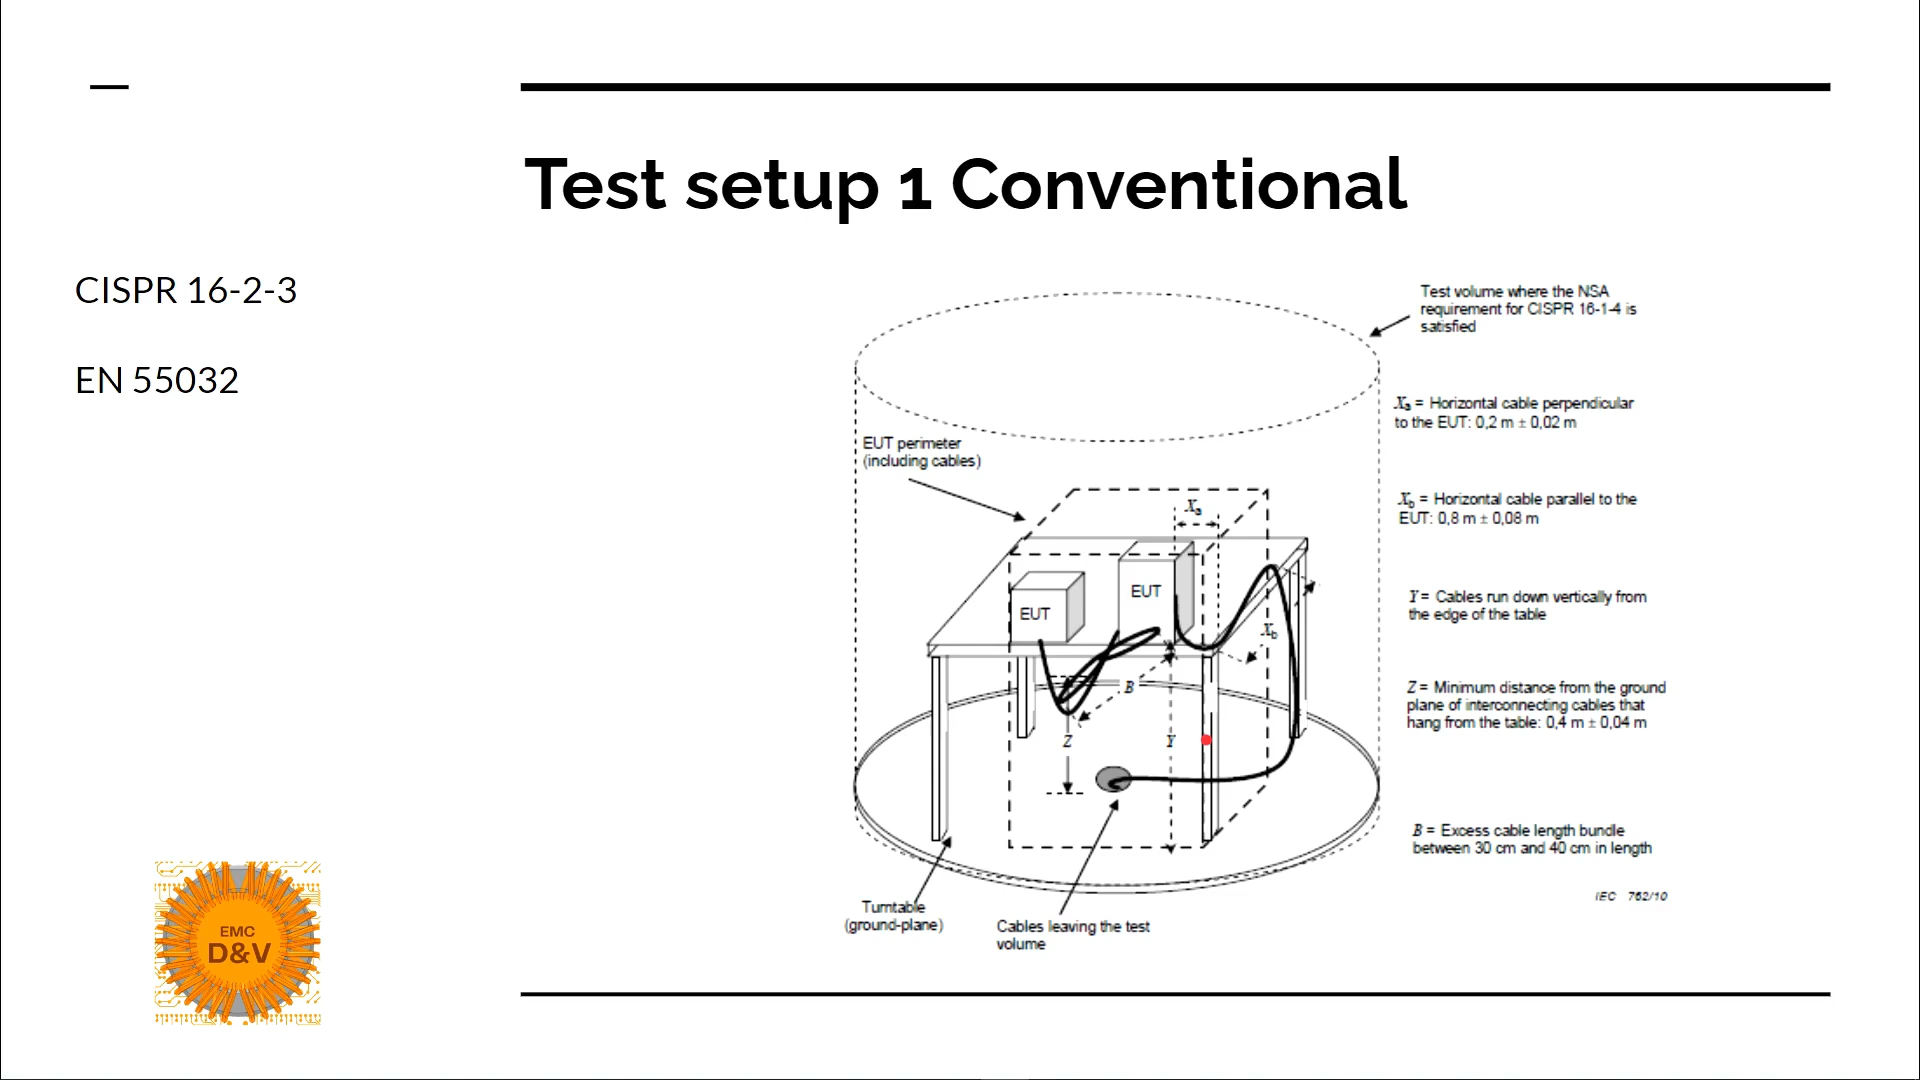 Test setup 1 Conventional
CISPR 16-2-3
EN 55032
Test volume where the NSA
requirement for CISPR 16-1-4 is
satisfied
Xa = Horizontal cable perpendicular
to the EUT: 0,2 m ± 0,02 m
Xb = Horizontal cable parallel to the
EUT: 0,8 m ± 0,08 m
Y = Cables run down vertically from
the edge of the table
Z = Minimum distance from the ground
plane of interconnecting cables that
hang from the table: 0,4 m ± 0,04 m
B = Excess cable length bundle
between 30 cm and 40 cm in length
IEC 762/10
EUT perimeter
(including cables)
Xa
EUT
EUT
Xb
B
Z
Y
Turntable
(ground-plane)
Cables leaving the test
volume
EMC
D&V